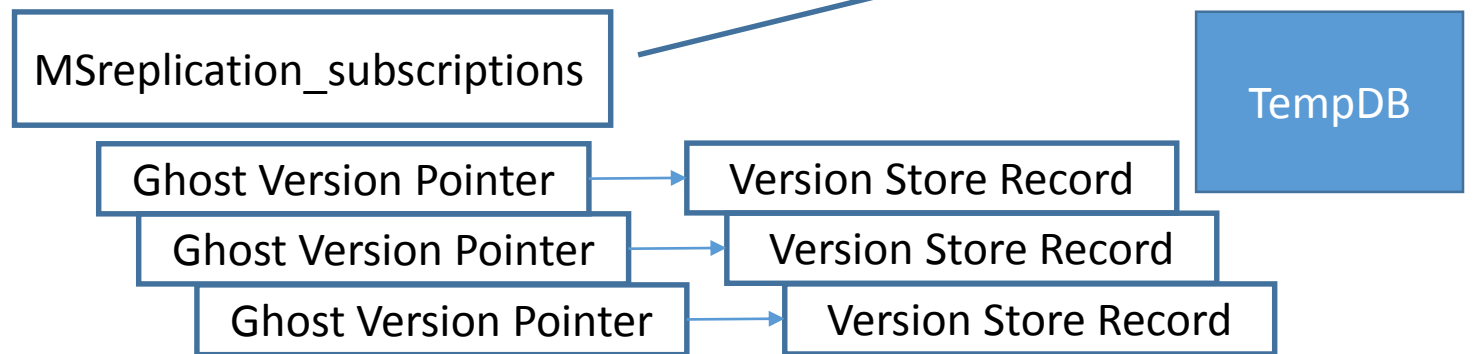 MSreplication_subscriptions
TempDB
Ghost Version Pointer
Version Store Record
Ghost Version Pointer
Version Store Record
Ghost Version Pointer
Version Store Record